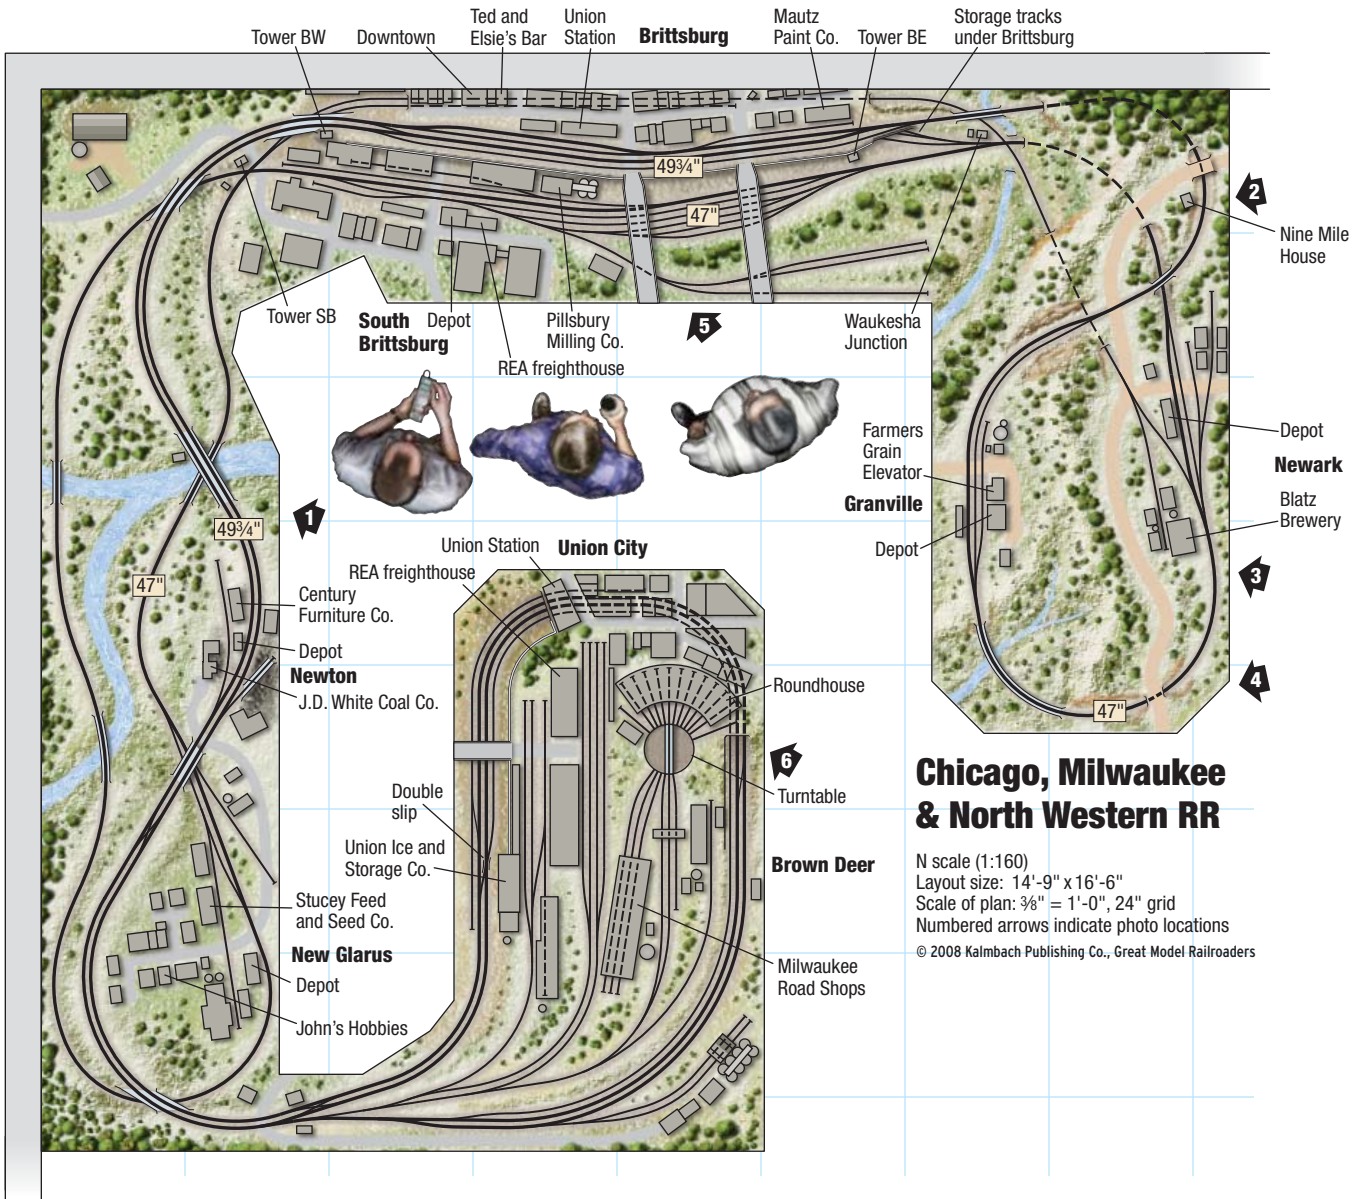 Tower BW
Downtown
Ted and
Elsie's Bar
Union
Station
Brittsburg
Mautz
Paint Co.
Tower BE
Storage tracks
under Brittsburg
49¾"
47"
2
Nine Mile
House
Tower SB
South
Brittsburg
Depot
Pillsbury
Milling Co.
REA freighthouse
5
Waukesha
Junction
Farmers
Grain
Elevator
Granville
Depot
Depot
Newark
Blatz
Brewery
3
4
47"
1
49¾"
47"
Century
Furniture Co.
Depot
Newton
J.D. White Coal Co.
Union Station
Union City
REA freighthouse
Roundhouse
6
Turntable
Double
slip
Union Ice and
Storage Co.
Brown Deer
Stucey Feed
and Seed Co.
New Glarus
Depot
John's Hobbies
Milwaukee
Road Shops
Chicago, Milwaukee
& North Western RR
N scale (1:160)
Layout size: 14'-9" x 16'-6"
Scale of plan: ⅜" = 1'-0", 24" grid
Numbered arrows indicate photo locations
© 2008 Kalmbach Publishing Co., Great Model Railroaders